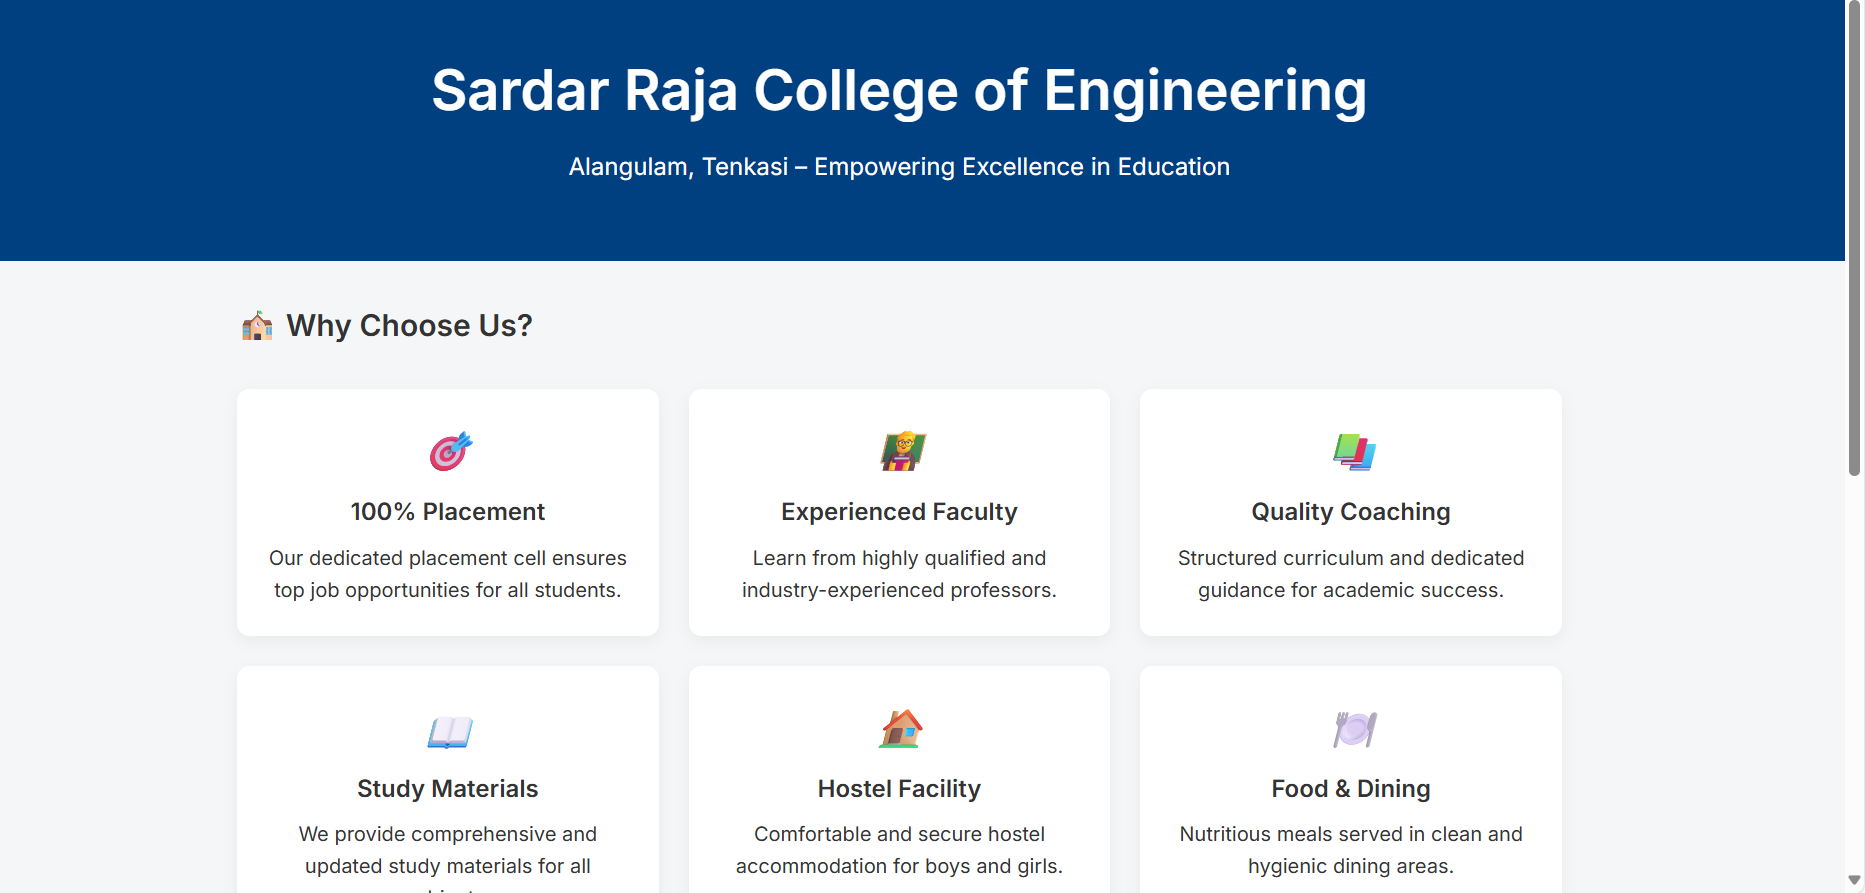 Sardar Raja College of Engineering
Alangulam, Tenkasi – Empowering Excellence in Education
Why Choose Us?
100% Placement
Our dedicated placement cell ensures
top job opportunities for all students.
Experienced Faculty
Learn from highly qualified and
industry-experienced professors.
Quality Coaching
Structured curriculum and dedicated
guidance for academic success.
Study Materials
We provide comprehensive and
updated study materials for all
Hostel Facility
Comfortable and secure hostel
accommodation for boys and girls.
Food & Dining
Nutritious meals served in clean and
hygienic dining areas.